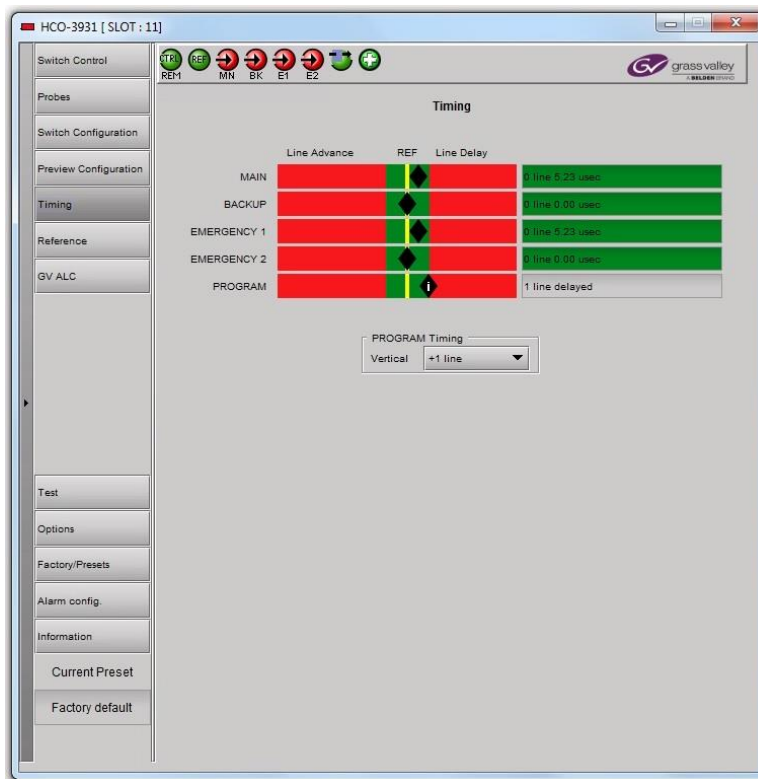 HCO-3931 [ SLOT : 11]
CTRL REF
REM MN BK E1 E2
GV grass valley
A BELDEN BRAND
Switch Control
Probes
Switch Configuration
Preview Configuration
Timing
Reference
GV ALC
Test
Options
Factory/Presets
Alarm config.
Information
Current Preset
Factory default
Timing
Line Advance REF Line Delay
MAIN 0 line 5.23 usec
BACKUP 0 line 0.00 usec
EMERGENCY 1 0 line 5.23 usec
EMERGENCY 2 0 line 0.00 usec
PROGRAM i 1 line delayed
PROGRAM Timing
Vertical +1 line